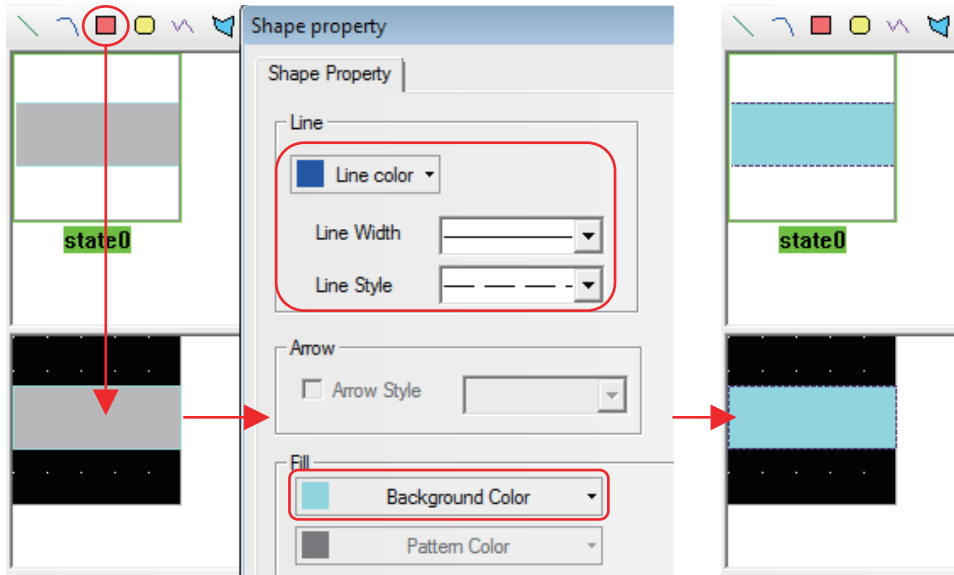 Shape property
Shape Property
Line
Line color
Line Width
Line Style
state0
Arrow
Arrow Style
Fill
Background Color
Pattern Color
state0